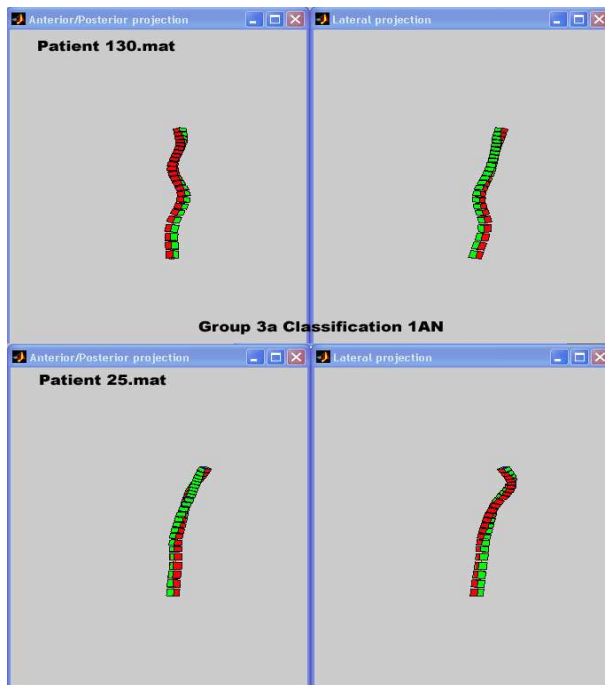 Anterior/Posterior projection
Lateral projection
Patient 130.mat
Group 3a Classification 1AN
Anterior/Posterior projection
Lateral projection
Patient 25.mat